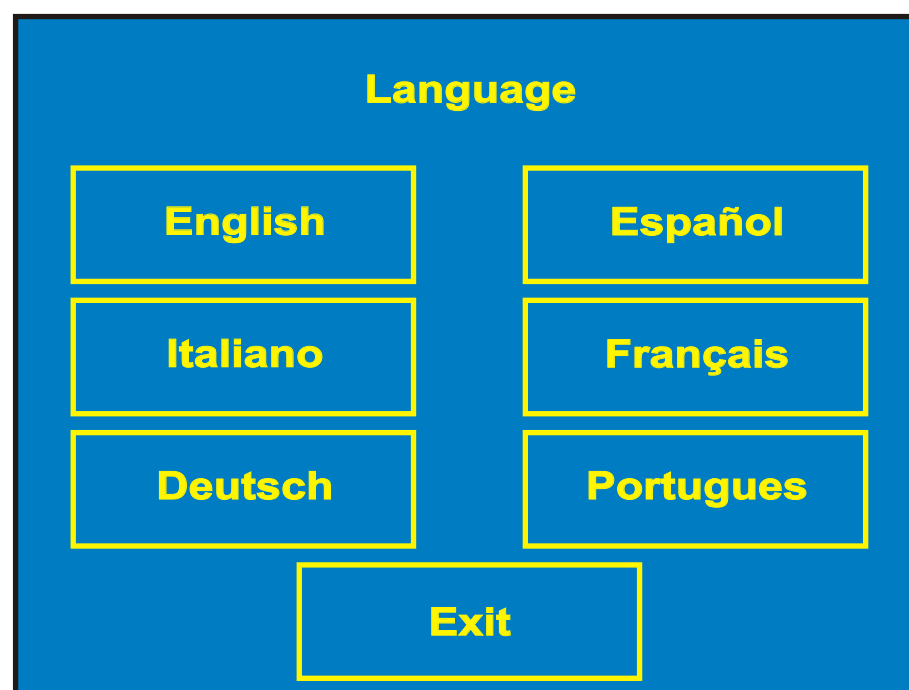 Language
English
Español
Italiano
Français
Deutsch
Portugues
Exit